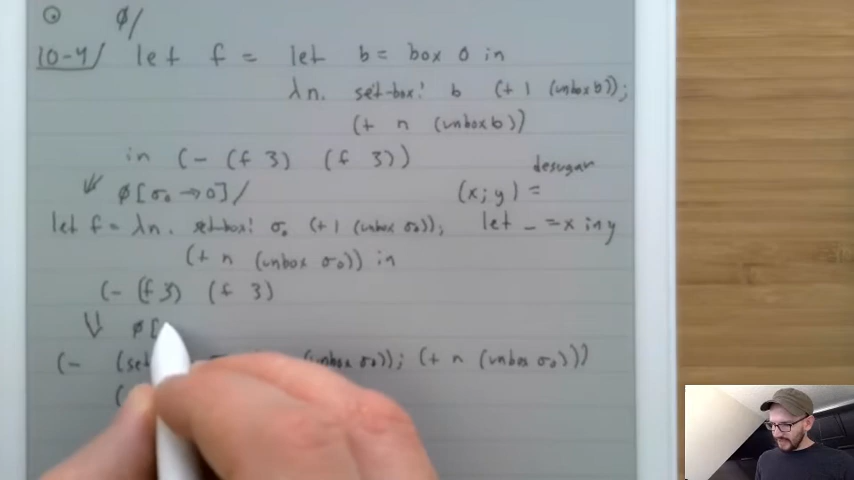 ∅/
10-4/ let f = let b = box 0 in
λn. set-box! b (+ 1 (unbox b));
(+ n (unbox b))
in (- (f 3) (f 3))
desugar
⇓ ∅[σ₀ → 0]/ (x; y) =
let f = λn. set-box! σ₀ (+ 1 (unbox σ₀)); let _ = x in y
(+ n (unbox σ₀)) in
(- (f 3) (f 3)
⇓ ∅[
(- (set (unbox σ₀)); (+ n (unbox σ₀)))
(